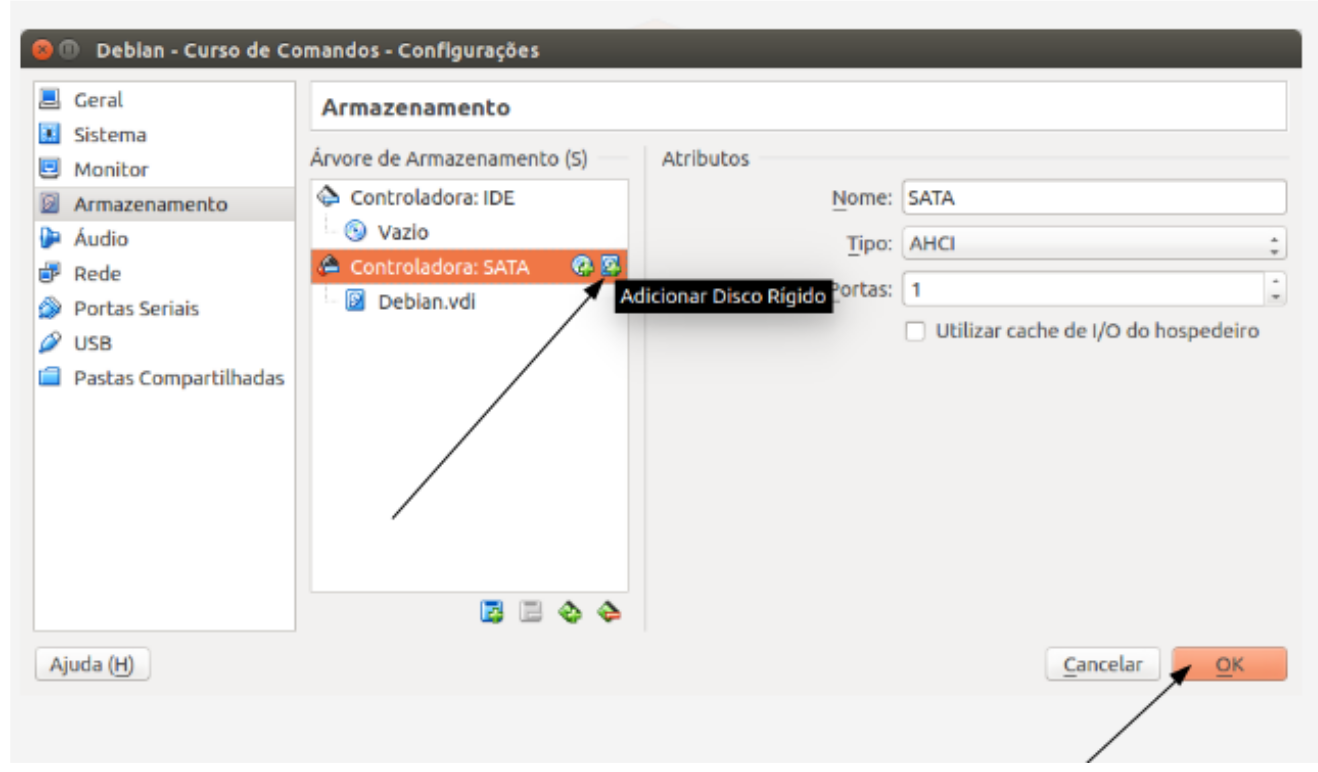 Debian - Curso de Comandos - Configurações
Geral
Sistema
Monitor
Armazenamento
Áudio
Rede
Portas Seriais
USB
Pastas Compartilhadas
Armazenamento
Árvore de Armazenamento (S)
Controladora: IDE
Vazio
Controladora: SATA
Debian.vdi
Adicionar Disco Rígido
Atributos
Nome: SATA
Tipo: AHCI
Portas: 1
Utilizar cache de I/O do hospedeiro
Ajuda (H)
Cancelar
OK